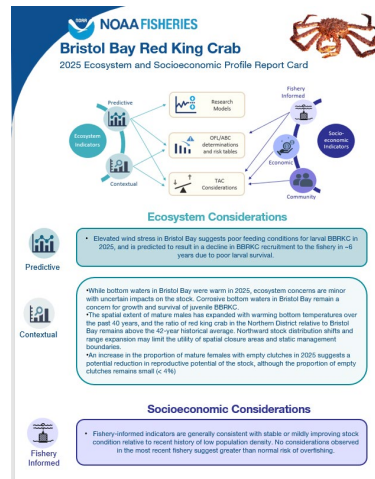 NOAA
NOAA FISHERIES
Bristol Bay Red King Crab
2025 Ecosystem and Socioeconomic Profile Report Card
Predictive
Ecosystem
Indicators
Contextual
Research
Models
OFL/ABC
determinations
and risk tables
TAC
Considerations
Fishery
Informed
Economic
Community
Socio-
economic
Indicators
Ecosystem Considerations
Predictive
• Elevated wind stress in Bristol Bay suggests poor feeding conditions for larval BBRKC in
2025, and is predicted to result in a decline in BBRKC recruitment to the fishery in ~6
years due to poor larval survival.
Contextual
•While bottom waters in Bristol Bay were warm in 2025, ecosystem concerns are minor
with uncertain impacts on the stock. Corrosive bottom waters in Bristol Bay remain a
concern for growth and survival of juvenile BBRKC.
•The spatial extent of mature males has expanded with warming bottom temperatures over
the past 40 years, and the ratio of red king crab in the Northern District relative to Bristol
Bay remains above the 42-year historical average. Northward stock distribution shifts and
range expansion may limit the utility of spatial closure areas and static management
boundaries.
•An increase in the proportion of mature females with empty clutches in 2025 suggests a
potential reduction in reproductive potential of the stock, although the proportion of empty
clutches remains small (< 4%)
Socioeconomic Considerations
Fishery
Informed
• Fishery-informed indicators are generally consistent with stable or mildly improving stock
condition relative to recent history of low population density. No considerations observed
in the most recent fishery suggest greater than normal risk of overfishing.